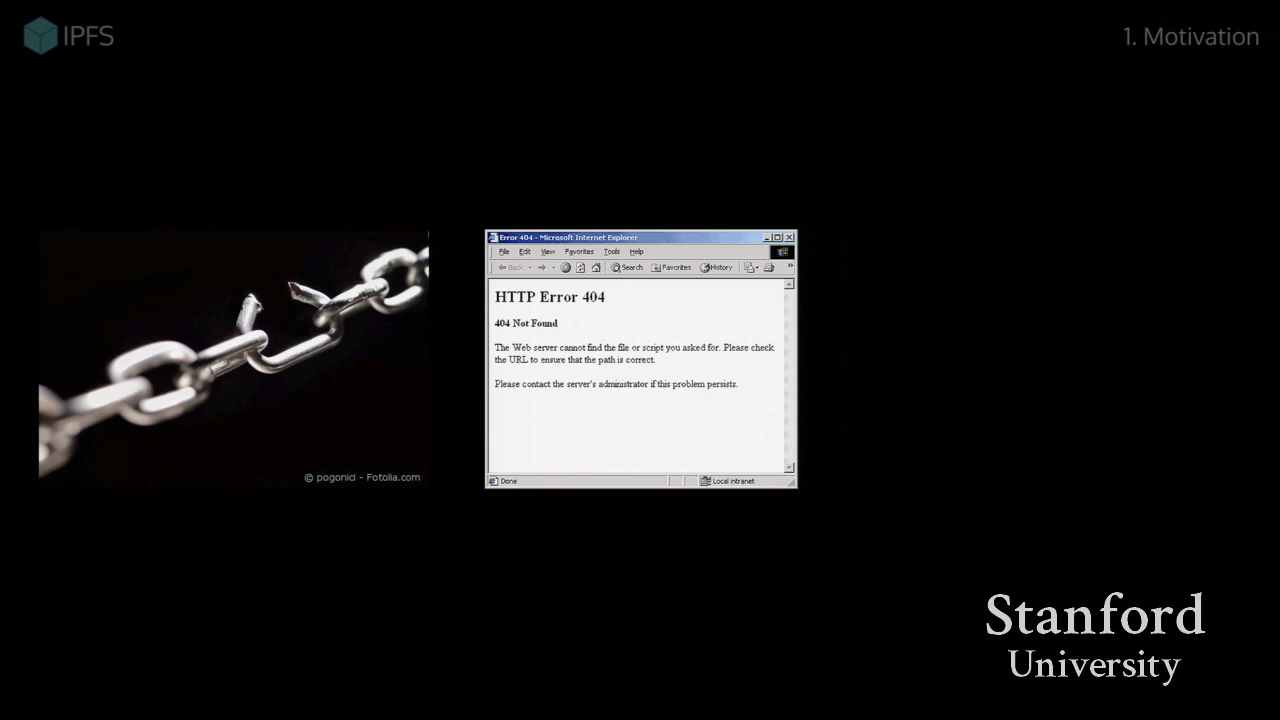 IPFS
1. Motivation
Error 404 - Microsoft Internet Explorer
File Edit View Favorites Tools Help
Back Search Favorites History
HTTP Error 404
404 Not Found
The Web server cannot find the file or script you asked for. Please check
the URL to ensure that the path is correct.
Please contact the server's administrator if this problem persists.
© pogonici - Fotolia.com
Done Local intranet
Stanford
University